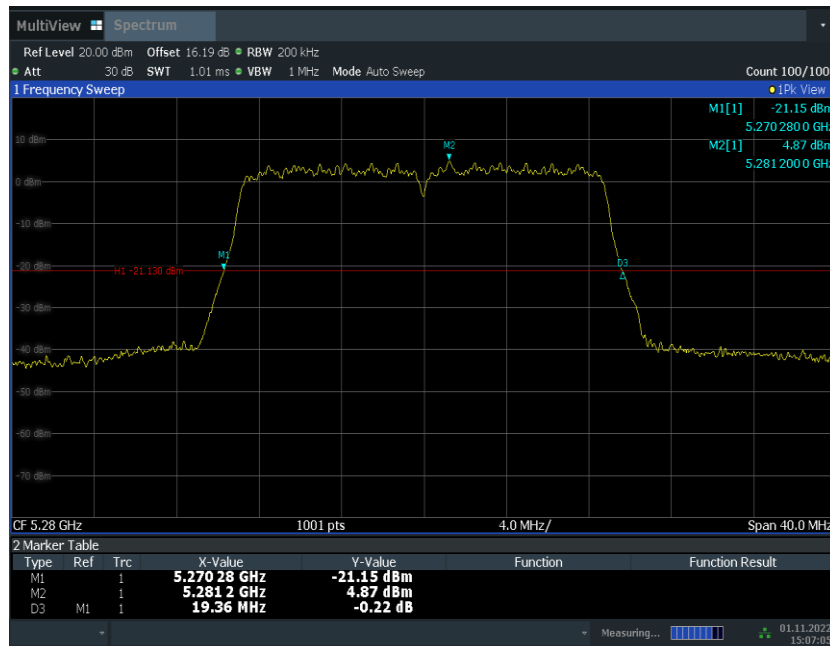 MultiView Spectrum
Ref Level 20.00 dBm Offset 16.19 dB RBW 200 kHz
Att 30 dB SWT 1.01 ms VBW 1 MHz Mode Auto Sweep Count 100/100
1 Frequency Sweep 1Pk View
M1[1] -21.15 dBm
5.270 280 0 GHz
10 dBm
M2
M2[1] 4.87 dBm
5.281 200 0 GHz
0 dBm
-10 dBm
M1
-20 dBm
D3
H1 -21.130 dBm
-30 dBm
-40 dBm
-50 dBm
-60 dBm
-70 dBm
CF 5.28 GHz 1001 pts 4.0 MHz/ Span 40.0 MHz
2 Marker Table
Type Ref Trc X-Value Y-Value Function Function Result
M1 1 5.270 28 GHz -21.15 dBm
M2 1 5.281 2 GHz 4.87 dBm
D3 M1 1 19.36 MHz -0.22 dB
Measuring... 01.11.2022
15:07:05